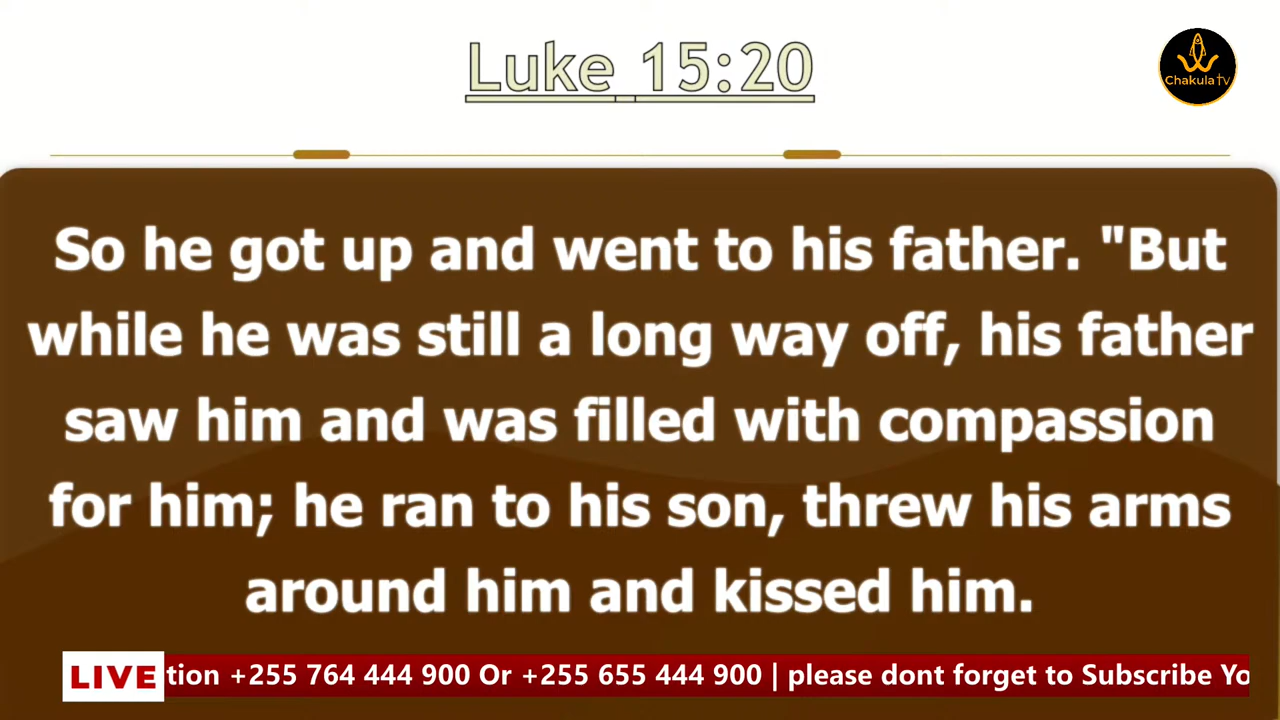 Luke 15:20
Chakula TV
So he got up and went to his father. "But
while he was still a long way off, his father
saw him and was filled with compassion
for him; he ran to his son, threw his arms
around him and kissed him.
LIVE tion +255 764 444 900 Or +255 655 444 900 | please dont forget to Subscribe Yo